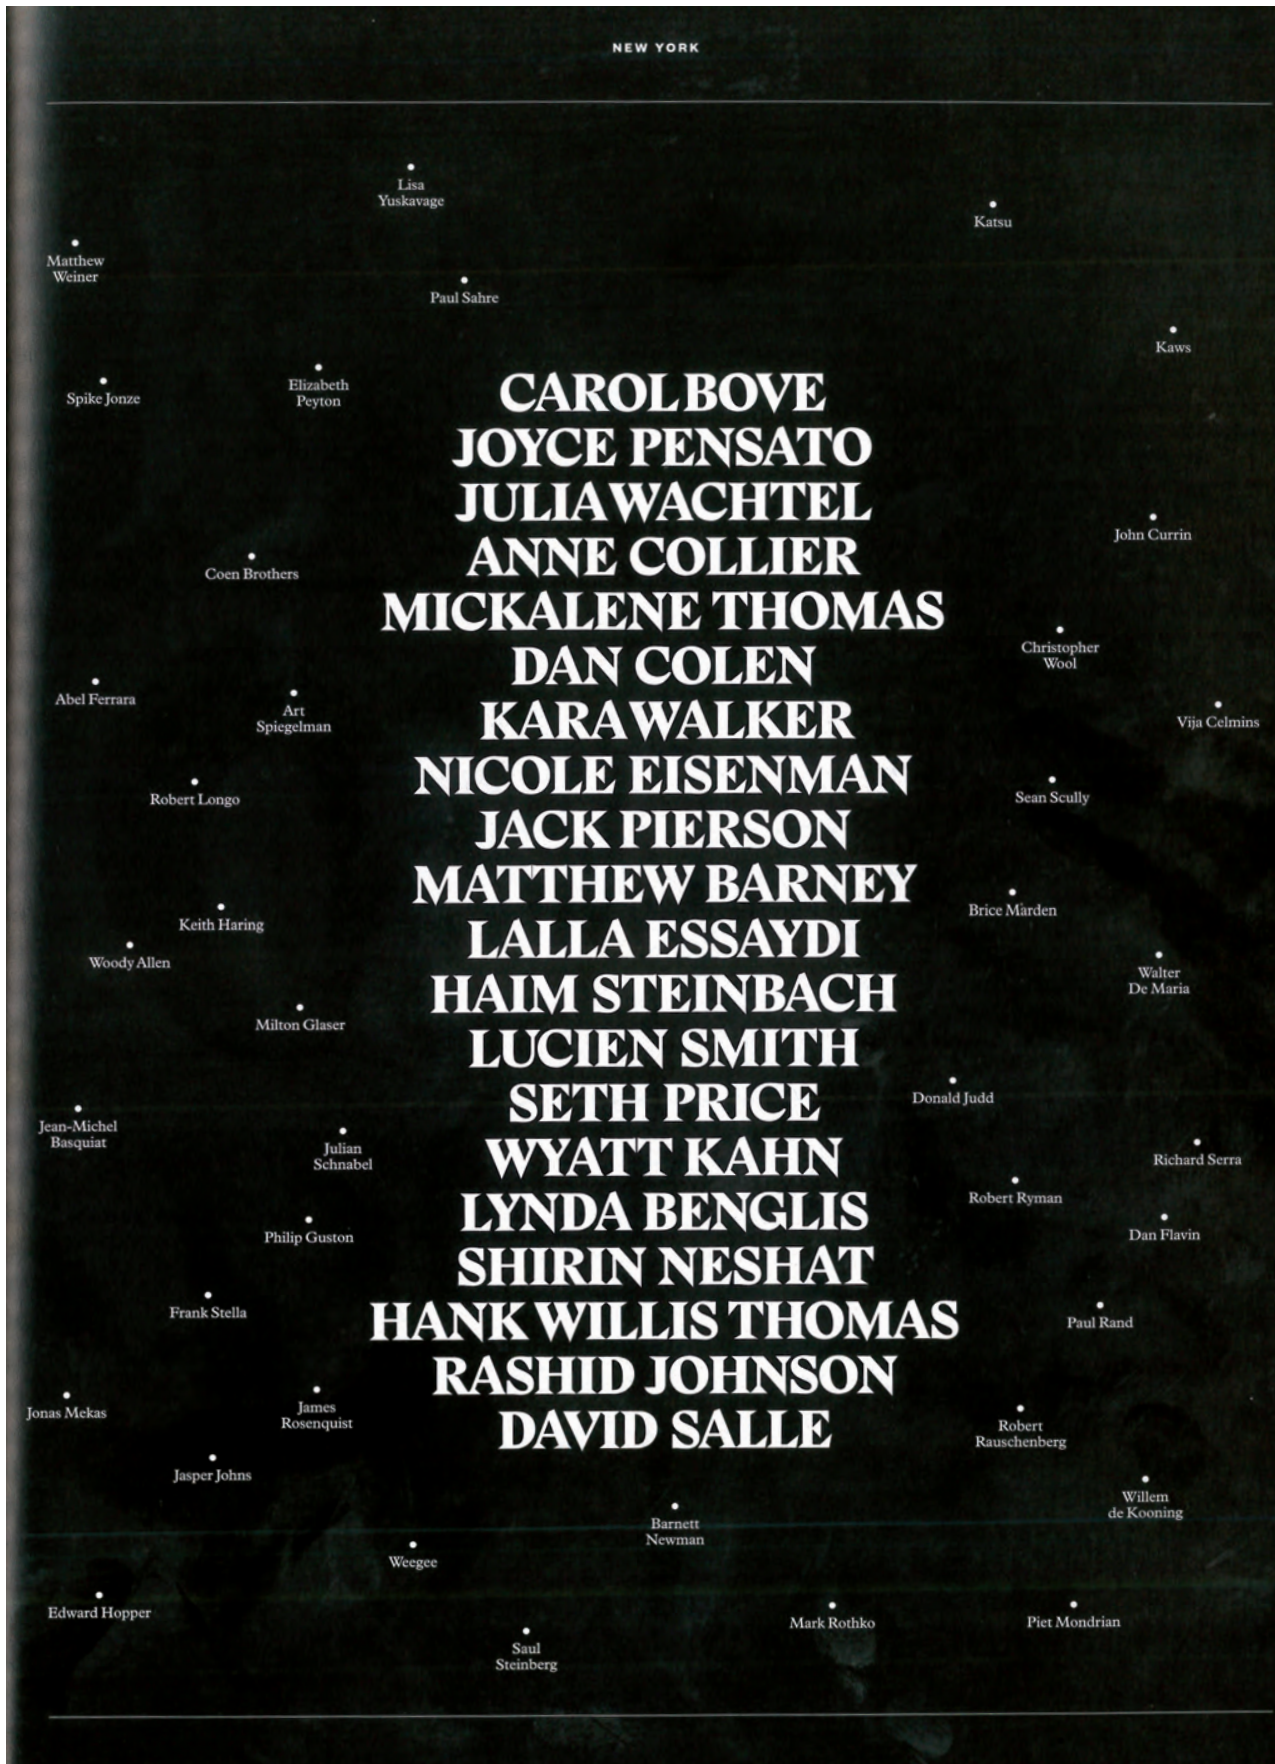 NEW YORK
Lisa
Yuskavage
Katsu
Matthew
Weiner
Paul Sahre
Kaws
Spike Jonze
Elizabeth
Peyton
CAROL BOVE
JOYCE PENSATO
JULIA WACHTEL
ANNE COLLIER
MICKALENE THOMAS
DAN COLEN
KARA WALKER
NICOLE EISENMAN
JACK PIERSON
MATTHEW BARNEY
LALLA ESSAYDI
HAIM STEINBACH
LUCIEN SMITH
SETH PRICE
WYATT KAHN
LYNDA BENGLIS
SHIRIN NESHAT
HANK WILLIS THOMAS
RASHID JOHNSON
DAVID SALLE
John Currin
Coen Brothers
Christopher
Wool
Abel Ferrara
Art
Spiegelman
Vija Celmins
Robert Longo
Sean Scully
Keith Haring
Brice Marden
Woody Allen
Walter
De Maria
Milton Glaser
Donald Judd
Jean-Michel
Basquiat
Julian
Schnabel
Richard Serra
Robert Ryman
Philip Guston
Dan Flavin
Frank Stella
Paul Rand
Jonas Mekas
James
Rosenquist
Robert
Rauschenberg
Jasper Johns
Willem
de Kooning
Barnett
Newman
Weegee
Edward Hopper
Mark Rothko
Piet Mondrian
Saul
Steinberg